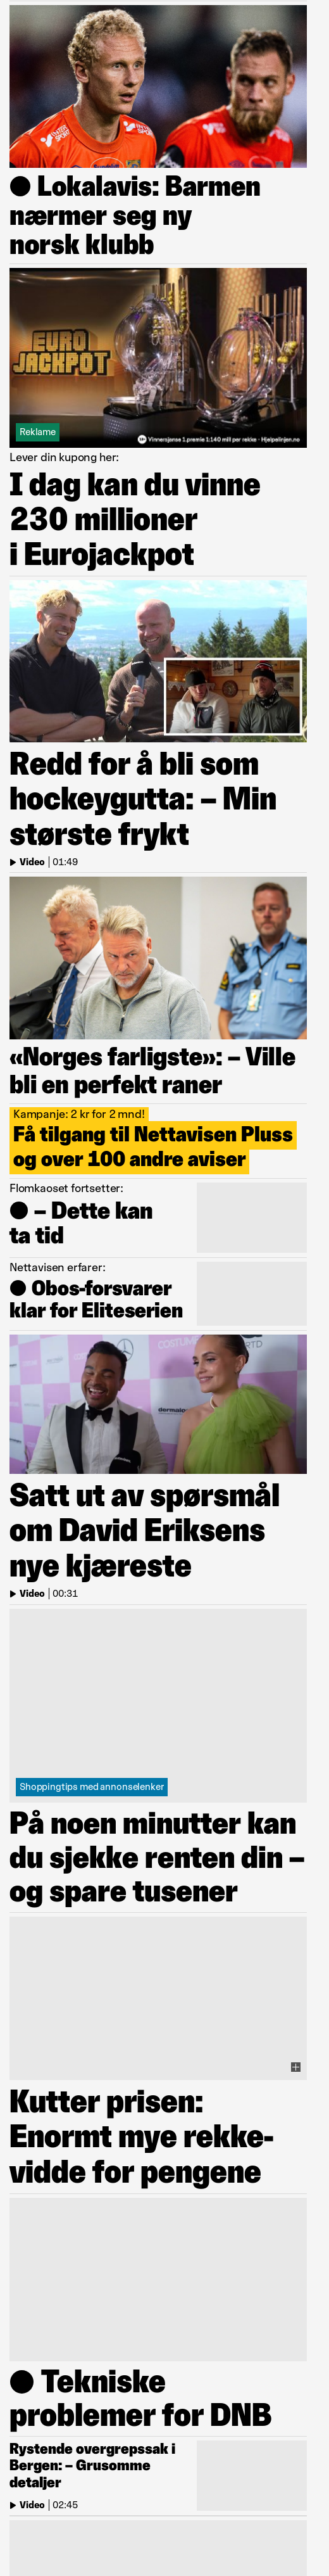 ● Lokalavis: Barmen
nærmer seg ny
norsk klubb
EURO
JACKPOT
Reklame
18+ Vinnersjanse 1.premie 1:140 mill per rekke - Hjelpelinjen.no
Lever din kupong her:
I dag kan du vinne
230 millioner
i Eurojackpot
Redd for å bli som
hockeygutta: – Min
største frykt
Video | 01:49
«Norges farligste»: – Ville
bli en perfekt raner
Kampanje: 2 kr for 2 mnd!
Få tilgang til Nettavisen Pluss
og over 100 andre aviser
Flomkaoset fortsetter:
● – Dette kan
ta tid
Nettavisen erfarer:
● Obos-forsvarer
klar for Eliteserien
dermalo
Satt ut av spørsmål
om David Eriksens
nye kjæreste
Video | 00:31
Shoppingtips med annonselenker
På noen minutter kan
du sjekke renten din –
og spare tusener
Kutter prisen:
Enormt mye rekke-
vidde for pengene
● Tekniske
problemer for DNB
Rystende overgrepssak i
Bergen: – Grusomme
detaljer
Video | 02:45